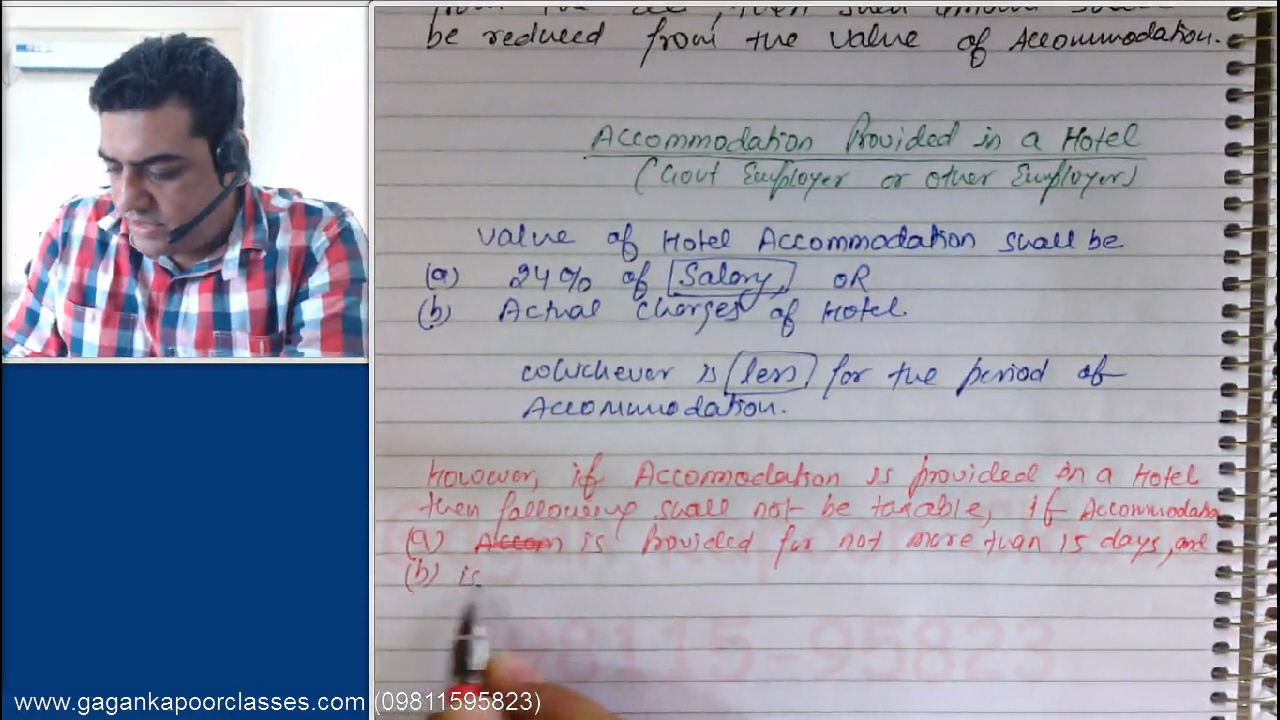 be reduced from the value of Accommodation.
Accommodation Provided in a Hotel
(Govt Employer or other Employer)
Value of Hotel Accommodation shall be
(a) 24% of Salary, OR
(b) Actual Charges of Hotel.
whichever is less for the period of
Accommodation.
However, if Accomodation is provided in a Hotel
then following shall not be taxable, if Accommodation
(a) Accom is Provided for not more than 15 days, and
(b) is
98115-95823
www.gagankapoorclasses.com (09811595823)